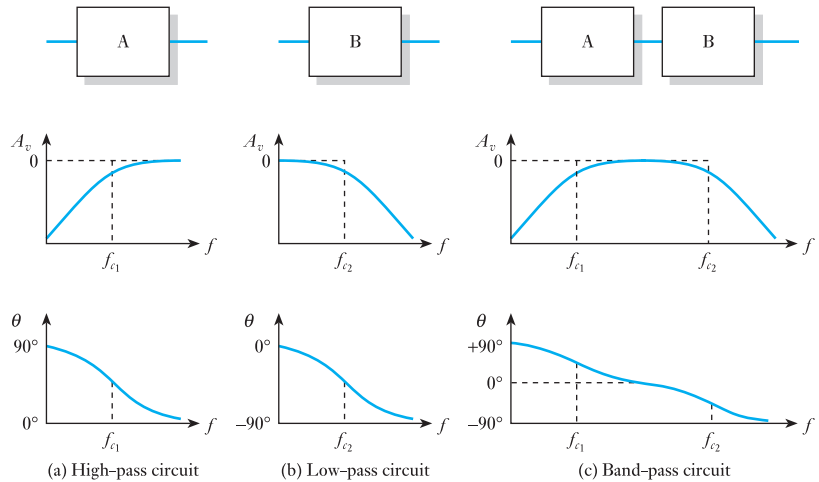 A
B
A B
A_v
0
f_c1
f
A_v
0
f_c2
f
A_v
0
f_c1
f_c2
f
θ
90°
0°
f_c1
f
θ
0°
–90°
f_c2
f
θ
+90°
0°
–90°
f_c1
f_c2
f
(a) High–pass circuit
(b) Low–pass circuit
(c) Band–pass circuit